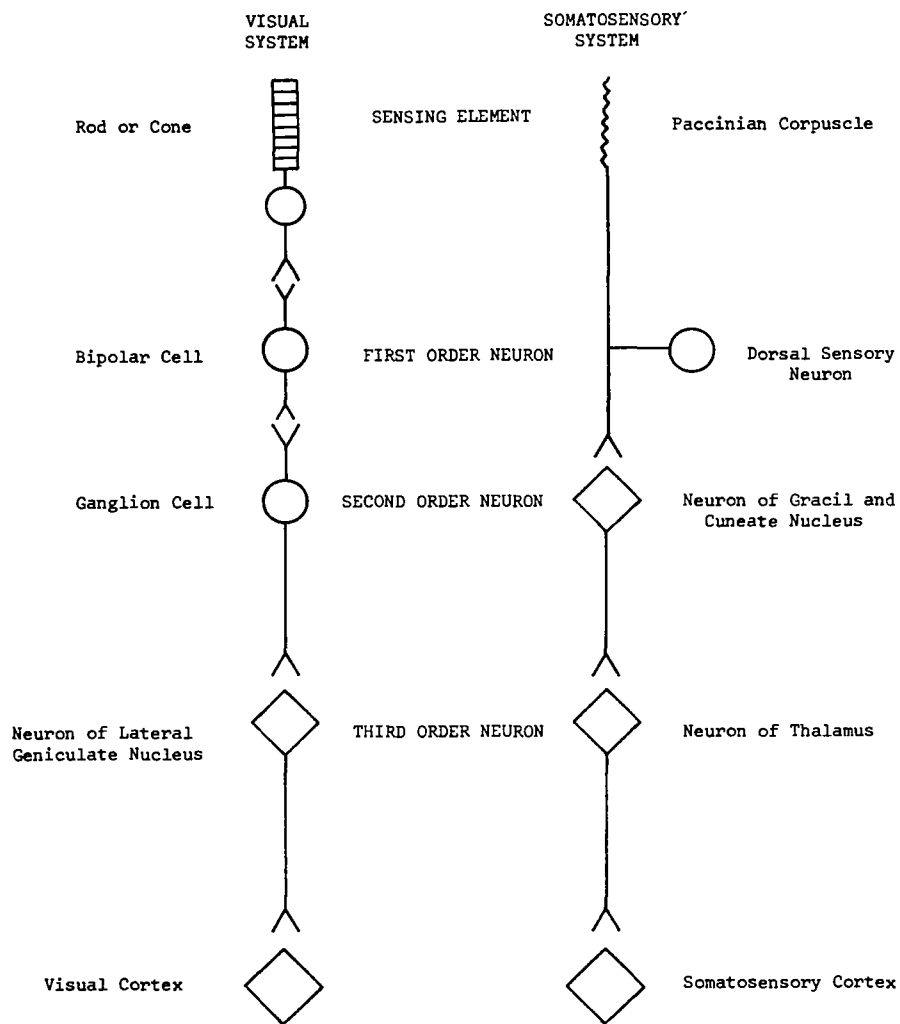 VISUAL
SYSTEM
SOMATOSENSORY´
SYSTEM
Rod or Cone
SENSING ELEMENT
Paccinian Corpuscle
Bipolar Cell
FIRST ORDER NEURON
Dorsal Sensory
Neuron
Ganglion Cell
SECOND ORDER NEURON
Neuron of Gracil and
Cuneate Nucleus
Neuron of Lateral
Geniculate Nucleus
THIRD ORDER NEURON
Neuron of Thalamus
Visual Cortex
Somatosensory Cortex